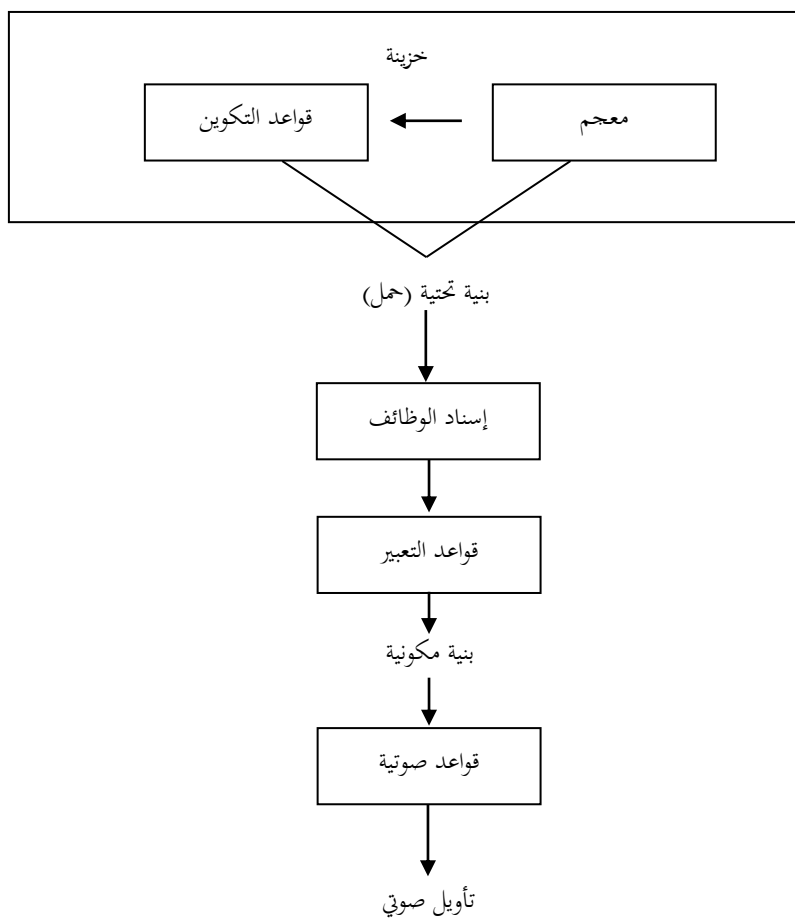 خزينة
معجم
قواعد التكوين
بنية تحتية (حمل)
إسناد الوظائف
قواعد التعبير
بنية مكونية
قواعد صوتية
تأويل صوتي